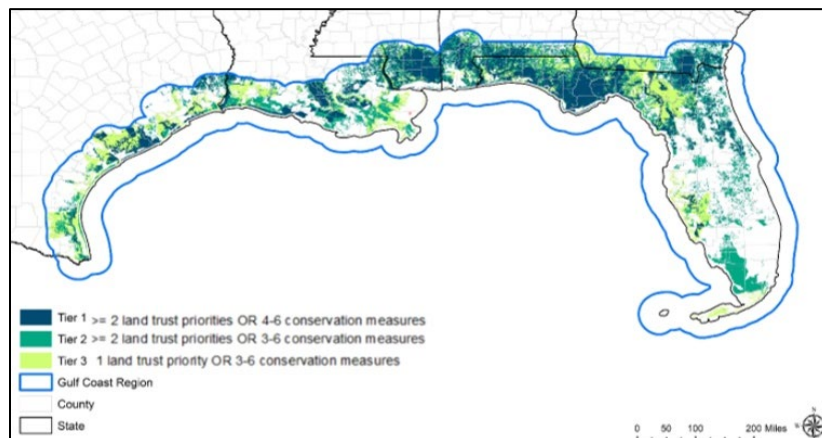 Tier 1 >= 2 land trust priorities OR 4-6 conservation measures
Tier 2 >= 2 land trust priorities OR 3-6 conservation measures
Tier 3 1 land trust priority OR 3-6 conservation measures
Gulf Coast Region
County
State
0 50 100 200 Miles